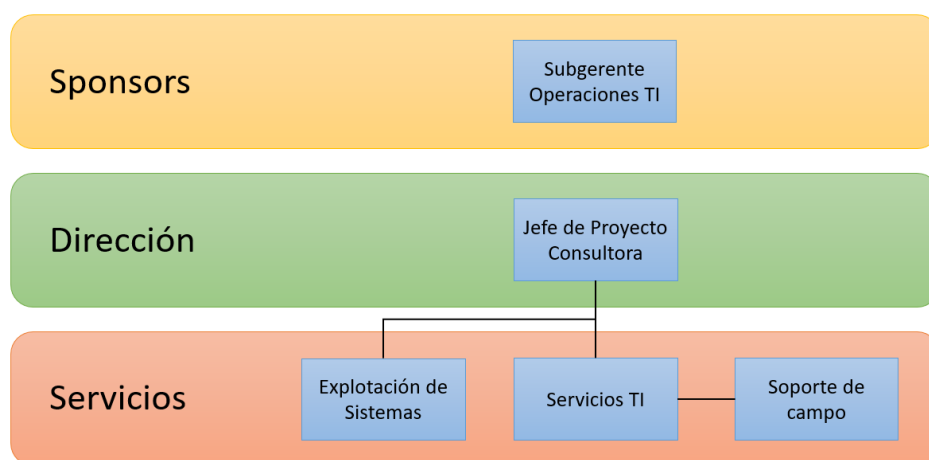 Sponsors
Subgerente
Operaciones TI
Dirección
Jefe de Proyecto
Consultora
Servicios
Explotación de
Sistemas
Servicios TI
Soporte de
campo